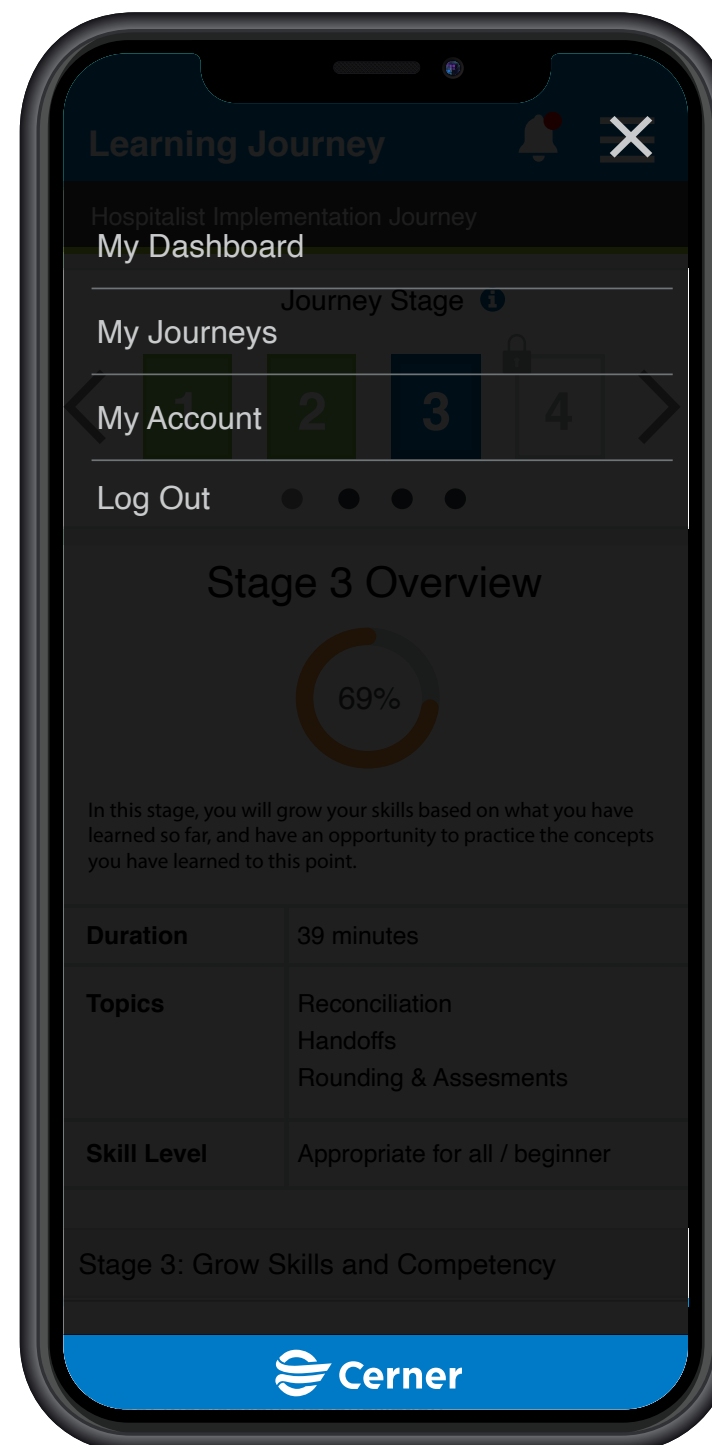 Learning Journey
Hospitalist Implementation Journey
My Dashboard
Journey Stage i
My Journeys
1 2 3 4
My Account
Log Out
Stage 3 Overview
69%
In this stage, you will grow your skills based on what you have
learned so far, and have an opportunity to practice the concepts
you have learned to this point.
Duration 39 minutes
Topics Reconciliation
Handoffs
Rounding & Assesments
Skill Level Appropriate for all / beginner
Stage 3: Grow Skills and Competency
Cerner